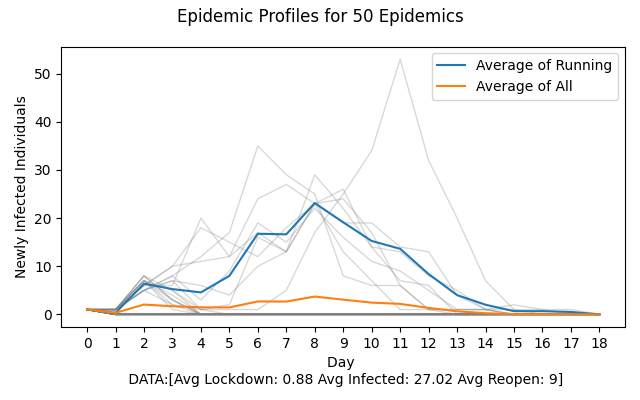 Epidemic Profiles for 50 Epidemics
Newly Infected Individuals
50
40
30
20
10
0
Average of Running
Average of All
0 1 2 3 4 5 6 7 8 9 10 11 12 13 14 15 16 17 18
Day
DATA:[Avg Lockdown: 0.88 Avg Infected: 27.02 Avg Reopen: 9]